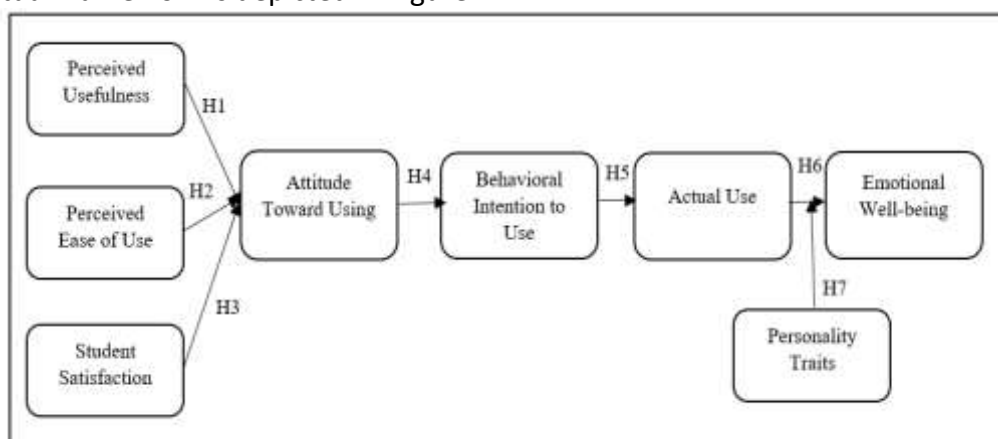 Perceived
Usefulness
H1
Perceived
Ease of Use
H2
Student
Satisfaction
H3
Attitude
Toward Using
H4
Behavioral
Intention to
Use
H5
Actual Use
H6
Emotional
Well-being
H7
Personality
Traits